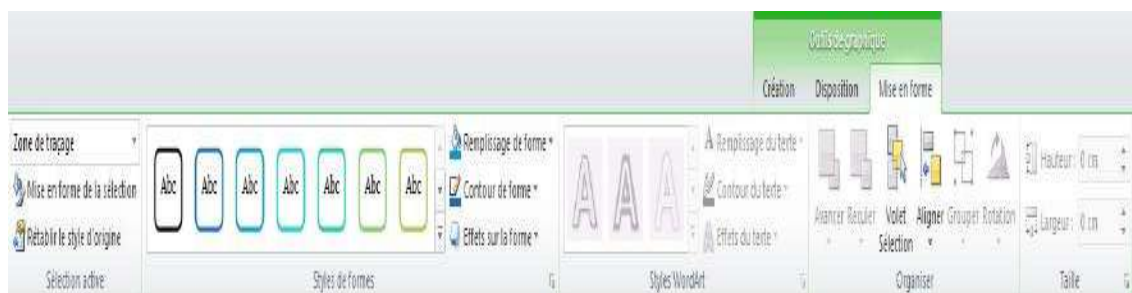 Outils de graphique
Création Disposition Mise en forme
Zone de traçage
Mise en forme de la sélection
Rétablir le style d'origine
Sélection active
Abc Abc Abc Abc Abc Abc Abc
Remplissage de forme
Contour de forme
Effets sur la forme
Styles de formes
A A A
Remplissage du texte
Contour du texte
Effets du texte
Styles WordArt
Avancer Reculer Volet Sélection Aligner Grouper Rotation
Organiser
Hauteur : 0 cm
Largeur : 0 cm
Taille